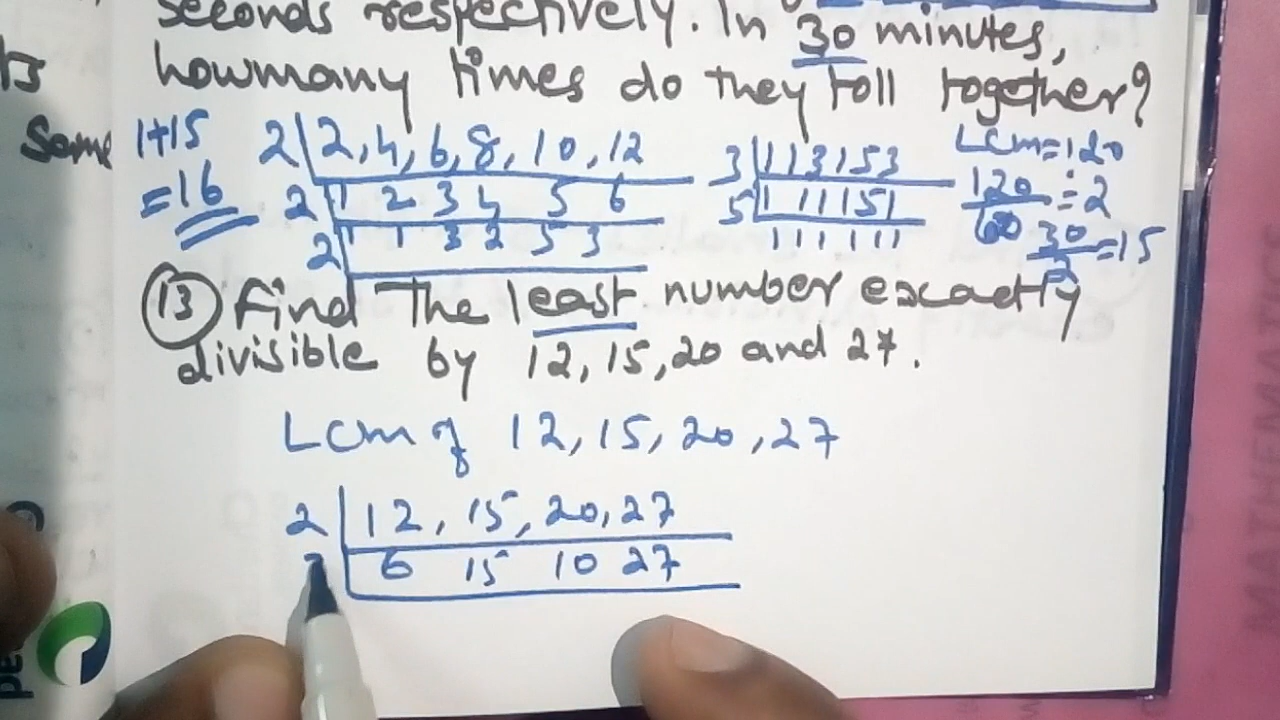 seconds respectively. In 30 minutes,
howmany times do they toll together?
Some
1+15
=16
2 2, 4, 6, 8, 10, 12
2 1 2 3 4 5 6
2 1 1 3 2 5 3
3 1 1 3 1 5 3
5 1 1 1 1 5 1
1 1 1 1 1 1
Lcm=120
120/60 = 2
30/2 =15
13 Find The least number exactly
divisible by 12, 15, 20 and 27.
Lcm of 12, 15, 20, 27
2 12, 15, 20, 27
6 15 10 27
MATHEMATICS